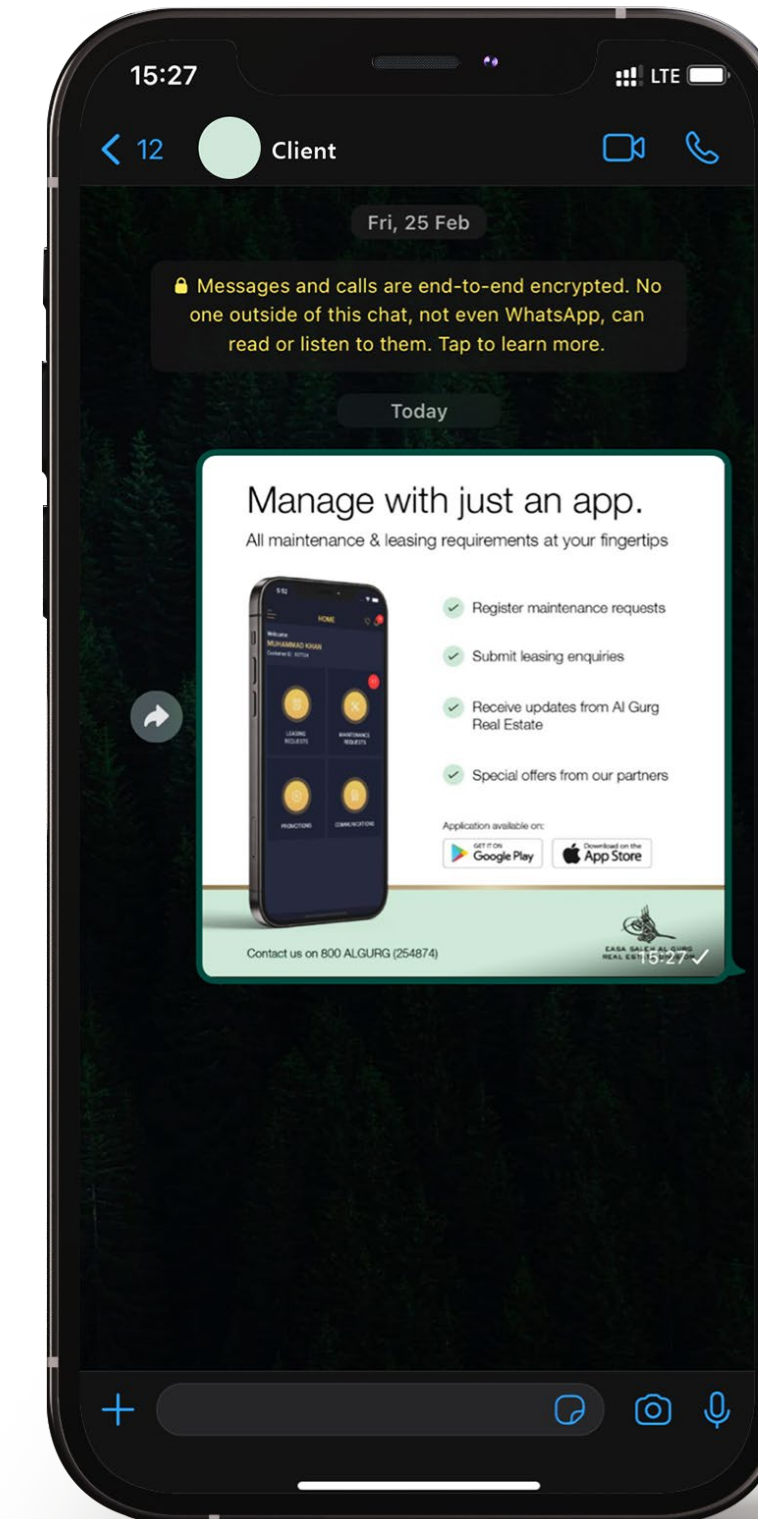 15:27
LTE
12
Client
Fri, 25 Feb
Messages and calls are end-to-end encrypted. No
one outside of this chat, not even WhatsApp, can
read or listen to them. Tap to learn more.
Today
Manage with just an app.
All maintenance & leasing requirements at your fingertips
HOME
Welcome
MUHAMMAD KHAN
LEASING
REQUESTS
MAINTENANCE
REQUESTS
PROMOTIONS
COMMUNICATIONS
Register maintenance requests
Submit leasing enquiries
Receive updates from Al Gurg
Real Estate
Special offers from our partners
Application available on:
GET IT ON
Google Play
Download on the
App Store
Contact us on 800 ALGURG (254874)
EASA SALEH AL GURG
REAL
15:27